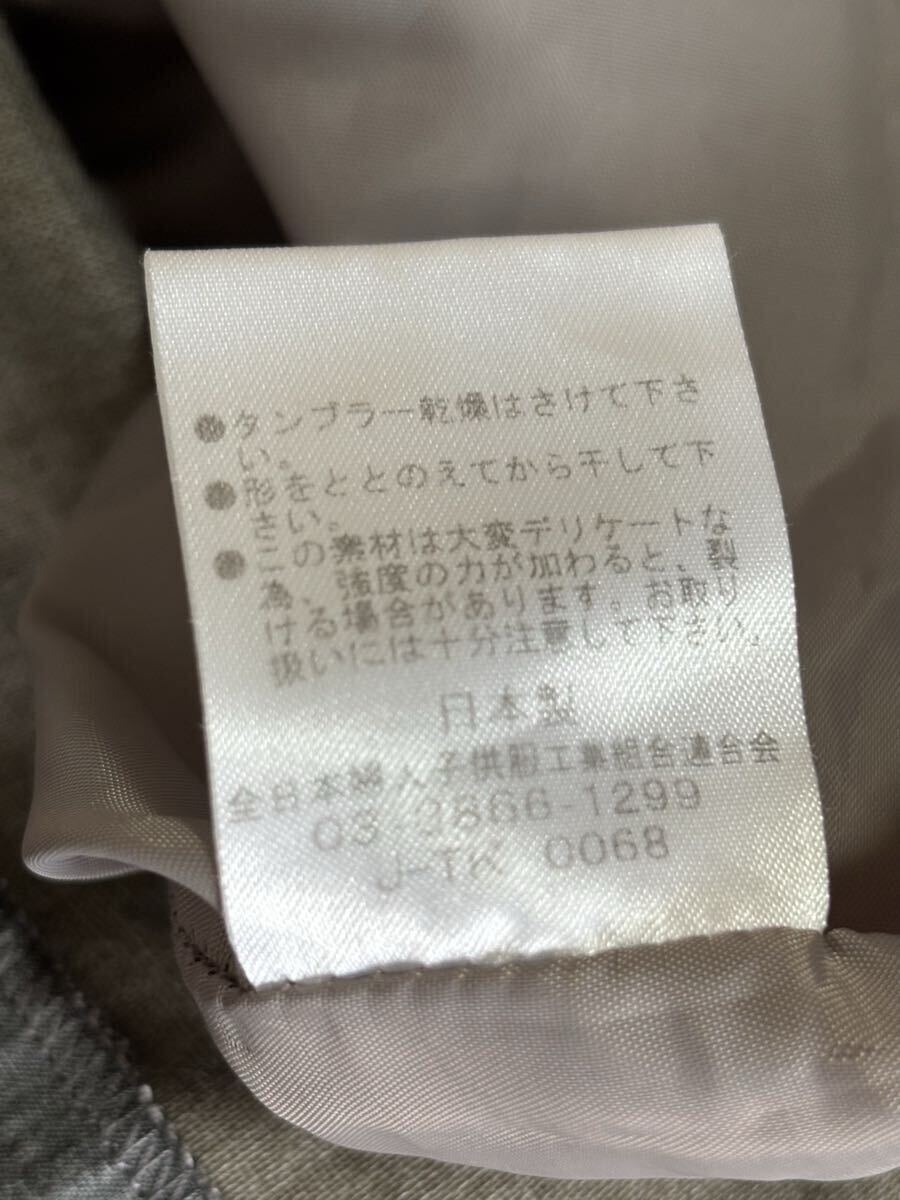 ●タンブラー乾燥はさけて下さ
い。
●形をととのえてから干して下
さい。
●この素材は大変デリケートな
為、強度の力が加わると、裂
ける場合があります。お取り
扱いには十分注意して下さい。
日本製
全日本婦人子供服工業組合連合会
03-3866-1299
J-TK 0068